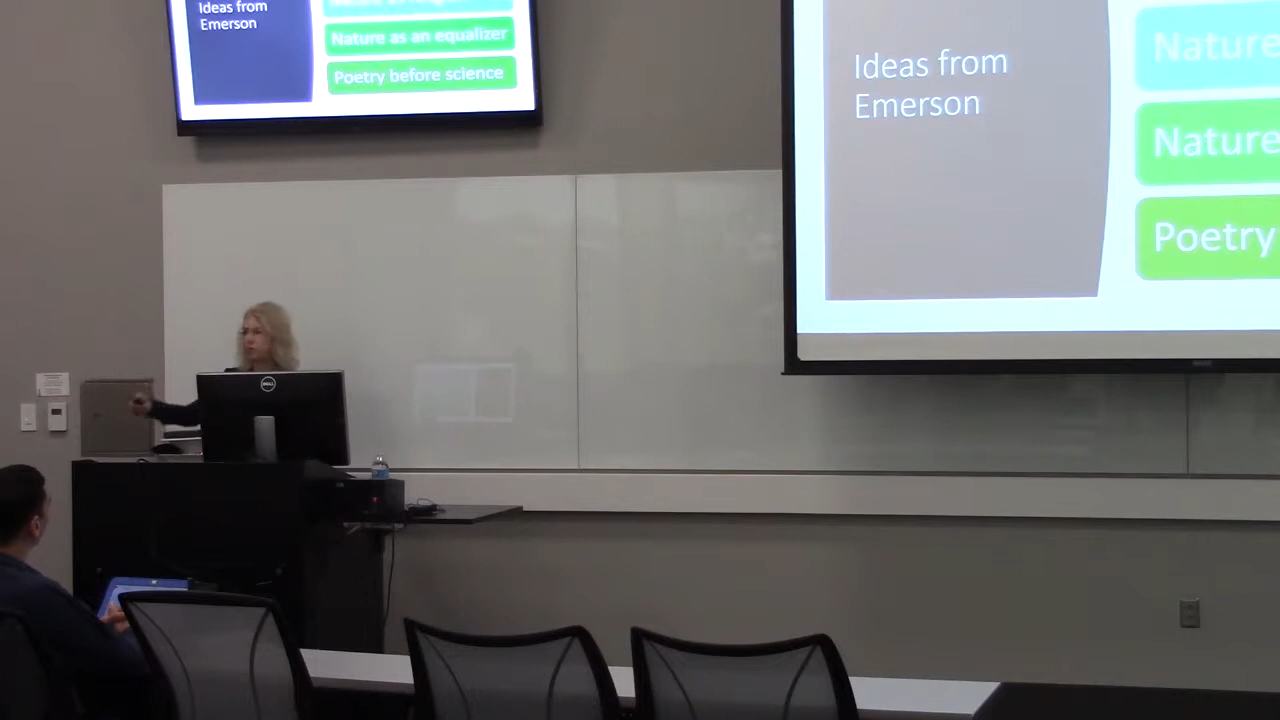 Ideas from
Emerson
Nature as an equalizer
Poetry before science
Ideas from
Emerson
Nature
Nature
Poetry
DELL